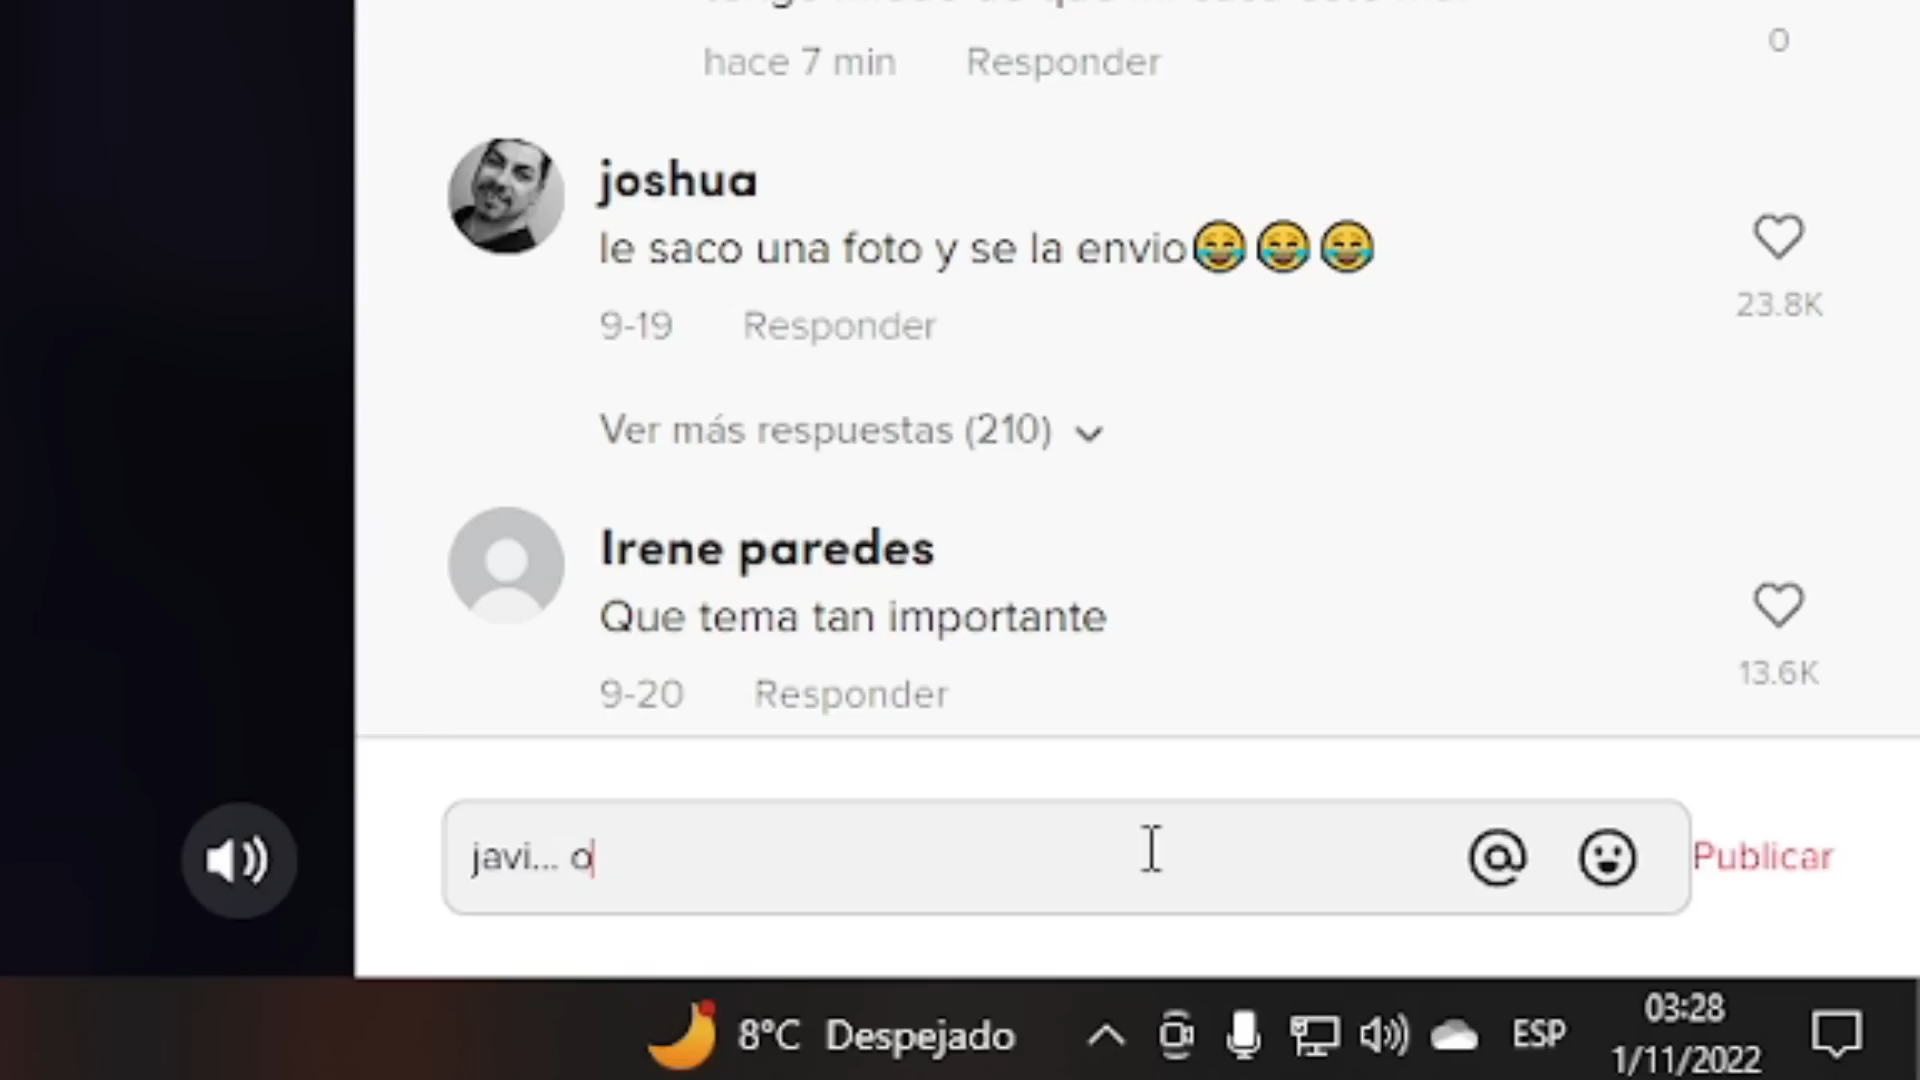 hace 7 min Responder
0
joshua
le saco una foto y se la envio😂😂😂
23.8K
9-19 Responder
Ver más respuestas (210)
Irene paredes
Que tema tan importante
13.6K
9-20 Responder
javi... o
Publicar
8°C Despejado
ESP
03:28
1/11/2022